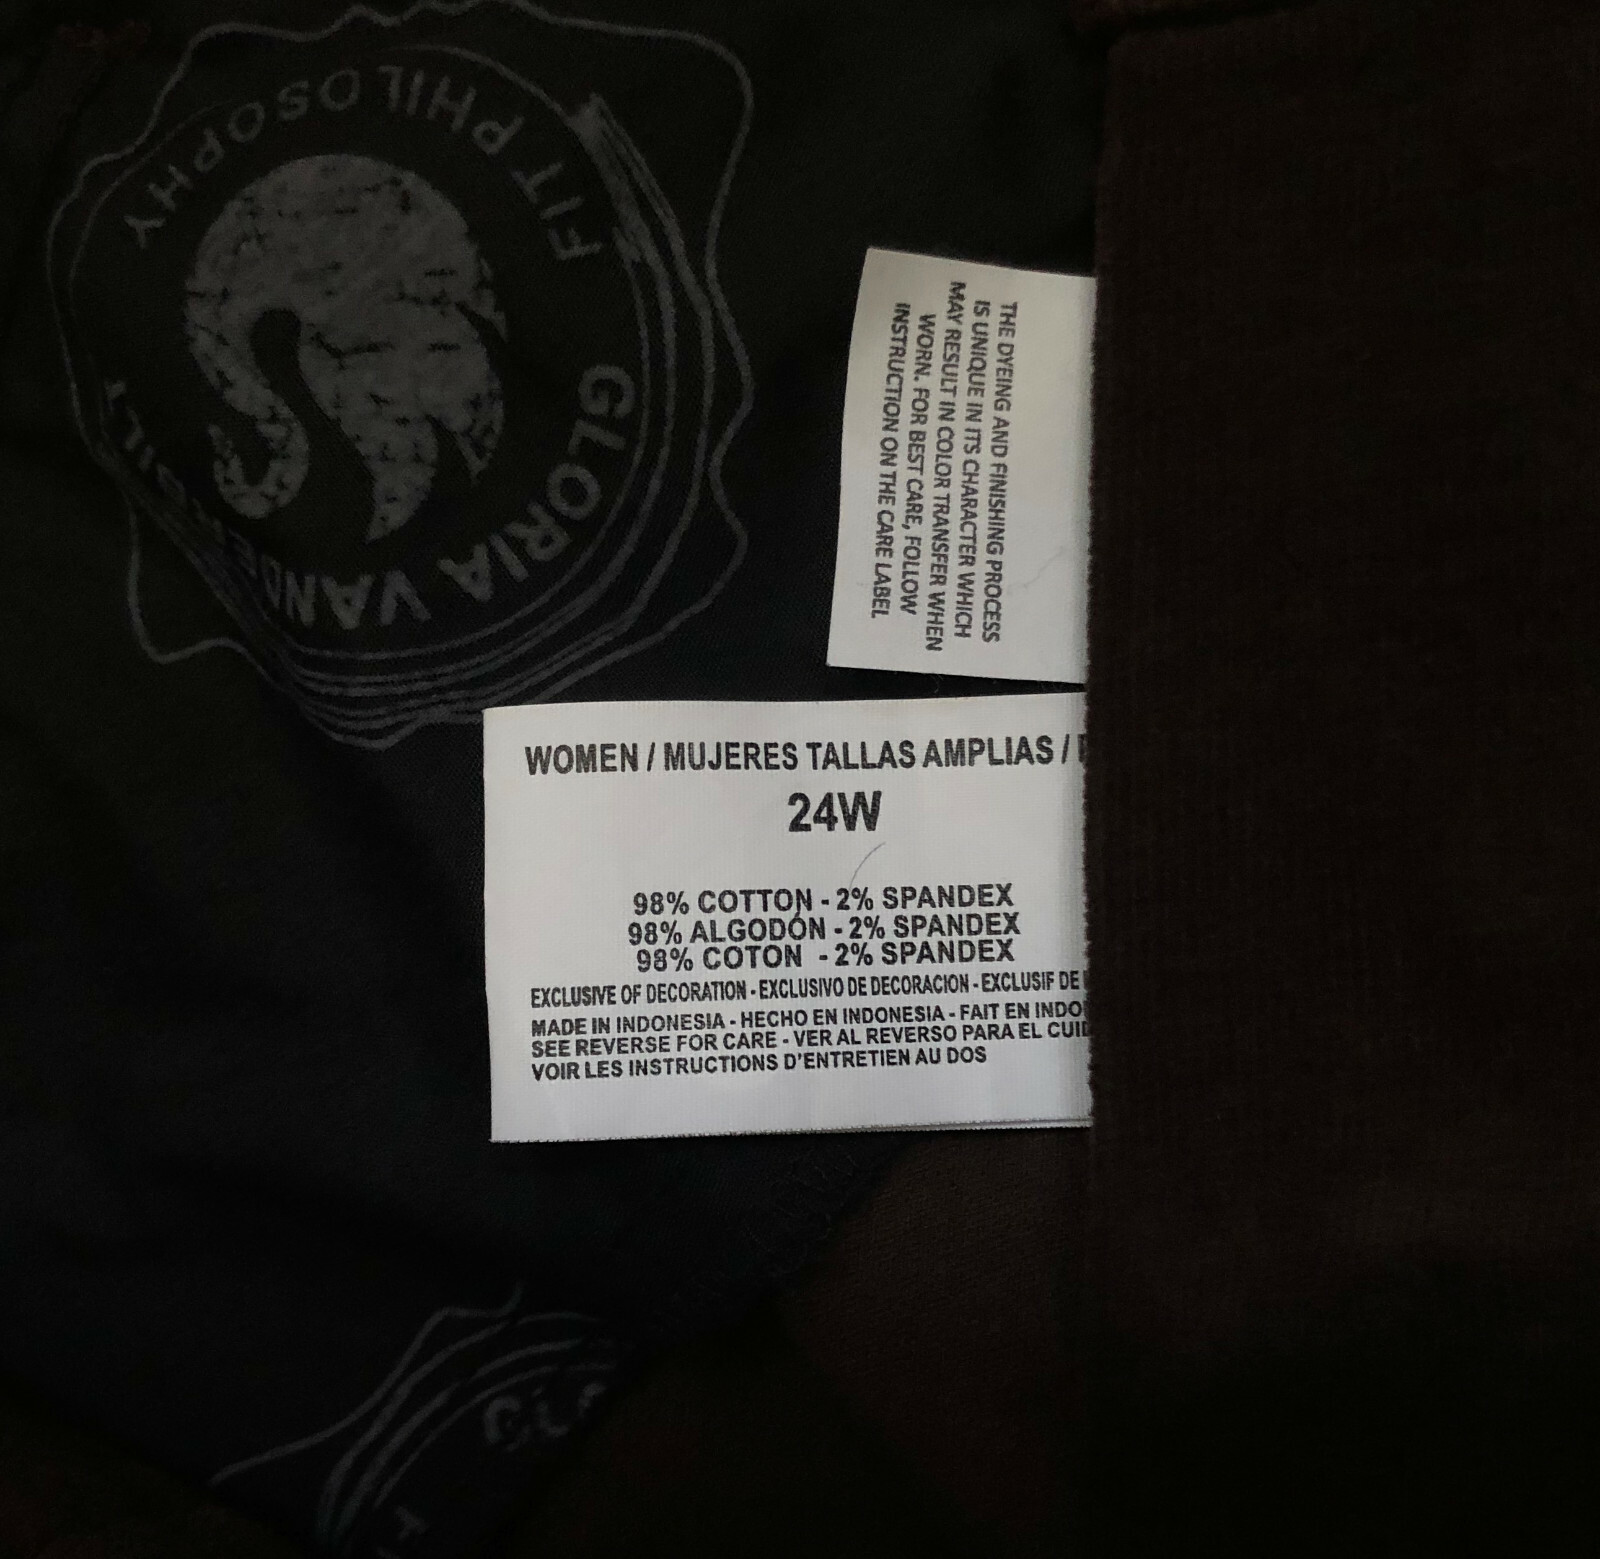 FIT PHILOSOPHY
GLORIA VANDERBILT
THE DYEING AND FINISHING PROCESS
IS UNIQUE IN ITS CHARACTER WHICH
MAY RESULT IN COLOR TRANSFER WHEN
WORN. FOR BEST CARE, FOLLOW
INSTRUCTION ON THE CARE LABEL
WOMEN / MUJERES TALLAS AMPLIAS /
24W
98% COTTON - 2% SPANDEX
98% ALGODÓN - 2% SPANDEX
98% COTON - 2% SPANDEX
EXCLUSIVE OF DECORATION - EXCLUSIVO DE DECORACION - EXCLUSIF DE
MADE IN INDONESIA - HECHO EN INDONESIA - FAIT EN INDO
SEE REVERSE FOR CARE - VER AL REVERSO PARA EL CUID
VOIR LES INSTRUCTIONS D'ENTRETIEN AU DOS